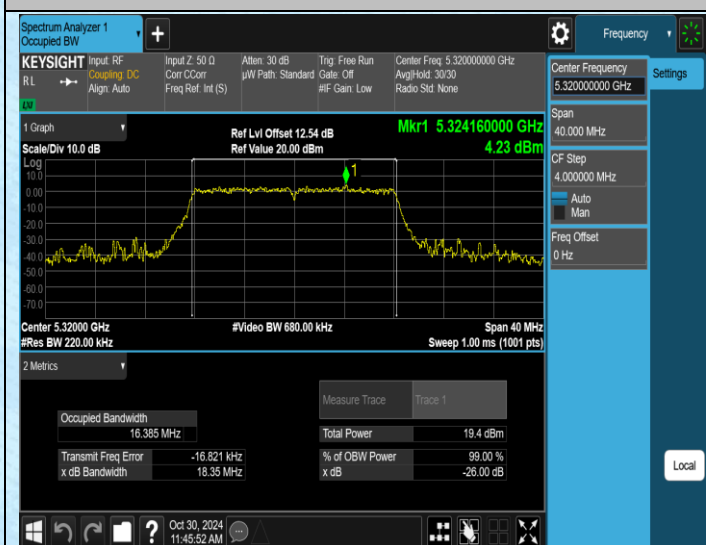 Spectrum Analyzer 1
Occupied BW
Frequency
KEYSIGHT
RL
LNI
Input: RF
Coupling: DC
Align: Auto
Input Z: 50 Ω
Corr CCorr
Freq Ref: Int (S)
Atten: 30 dB
µW Path: Standard
Trig: Free Run
Gate: Off
#IF Gain: Low
Center Freq: 5.320000000 GHz
Avg|Hold: 30/30
Radio Std: None
Center Frequency
5.320000000 GHz
Settings
Span
40.000 MHz
CF Step
4.000000 MHz
Auto
Man
Freq Offset
0 Hz
1 Graph
Scale/Div 10.0 dB
Ref Lvl Offset 12.54 dB
Ref Value 20.00 dBm
Mkr1 5.324160000 GHz
4.23 dBm
Log
10.0
0.00
-10.0
-20.0
-30.0
-40.0
-50.0
-60.0
-70.0
1
Center 5.32000 GHz
#Res BW 220.00 kHz
#Video BW 680.00 kHz
Span 40 MHz
Sweep 1.00 ms (1001 pts)
2 Metrics
Measure Trace Trace 1
Occupied Bandwidth
16.385 MHz
Total Power 19.4 dBm
Transmit Freq Error -16.821 kHz
% of OBW Power 99.00 %
x dB Bandwidth 18.35 MHz
x dB -26.00 dB
Local
?
Oct 30, 2024
11:45:52 AM